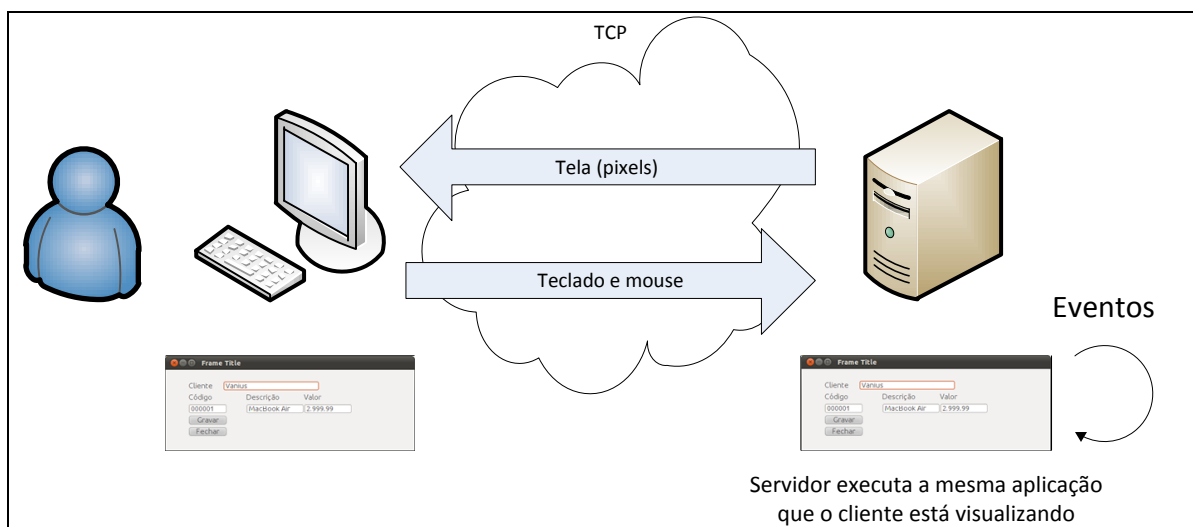 TCP
Tela (pixels)
Teclado e mouse
Eventos
Frame Title
Cliente Vanius
Código Descrição Valor
000001 MacBook Air 2.999,99
Gravar
Fechar
Frame Title
Cliente Vanius
Código Descrição Valor
000001 MacBook Air 2.999,99
Gravar
Fechar
Servidor executa a mesma aplicação
que o cliente está visualizando